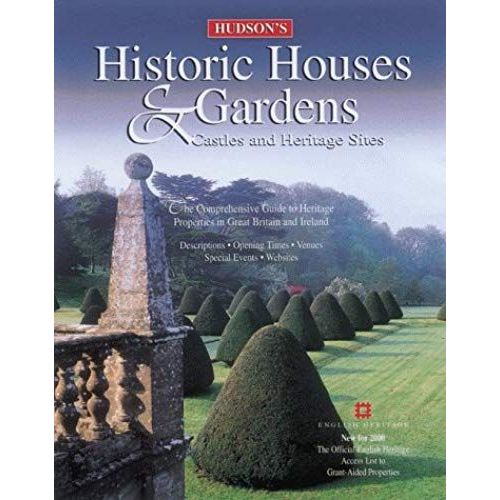 HUDSON'S
Historic Houses
& Gardens
Castles and Heritage Sites
The Comprehensive Guide to Heritage
Properties in Great Britain and Ireland
Descriptions • Opening Times • Venues
Special Events • Websites
ENGLISH HERITAGE
New for 2000
The Official English Heritage
Access List to
Grant-Aided Properties